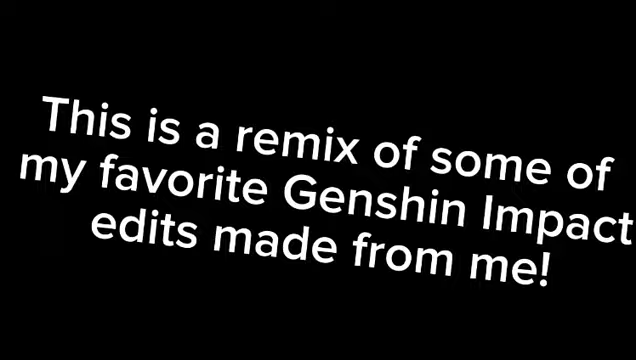 This is a remix of some of
my favorite Genshin Impact
edits made from me!